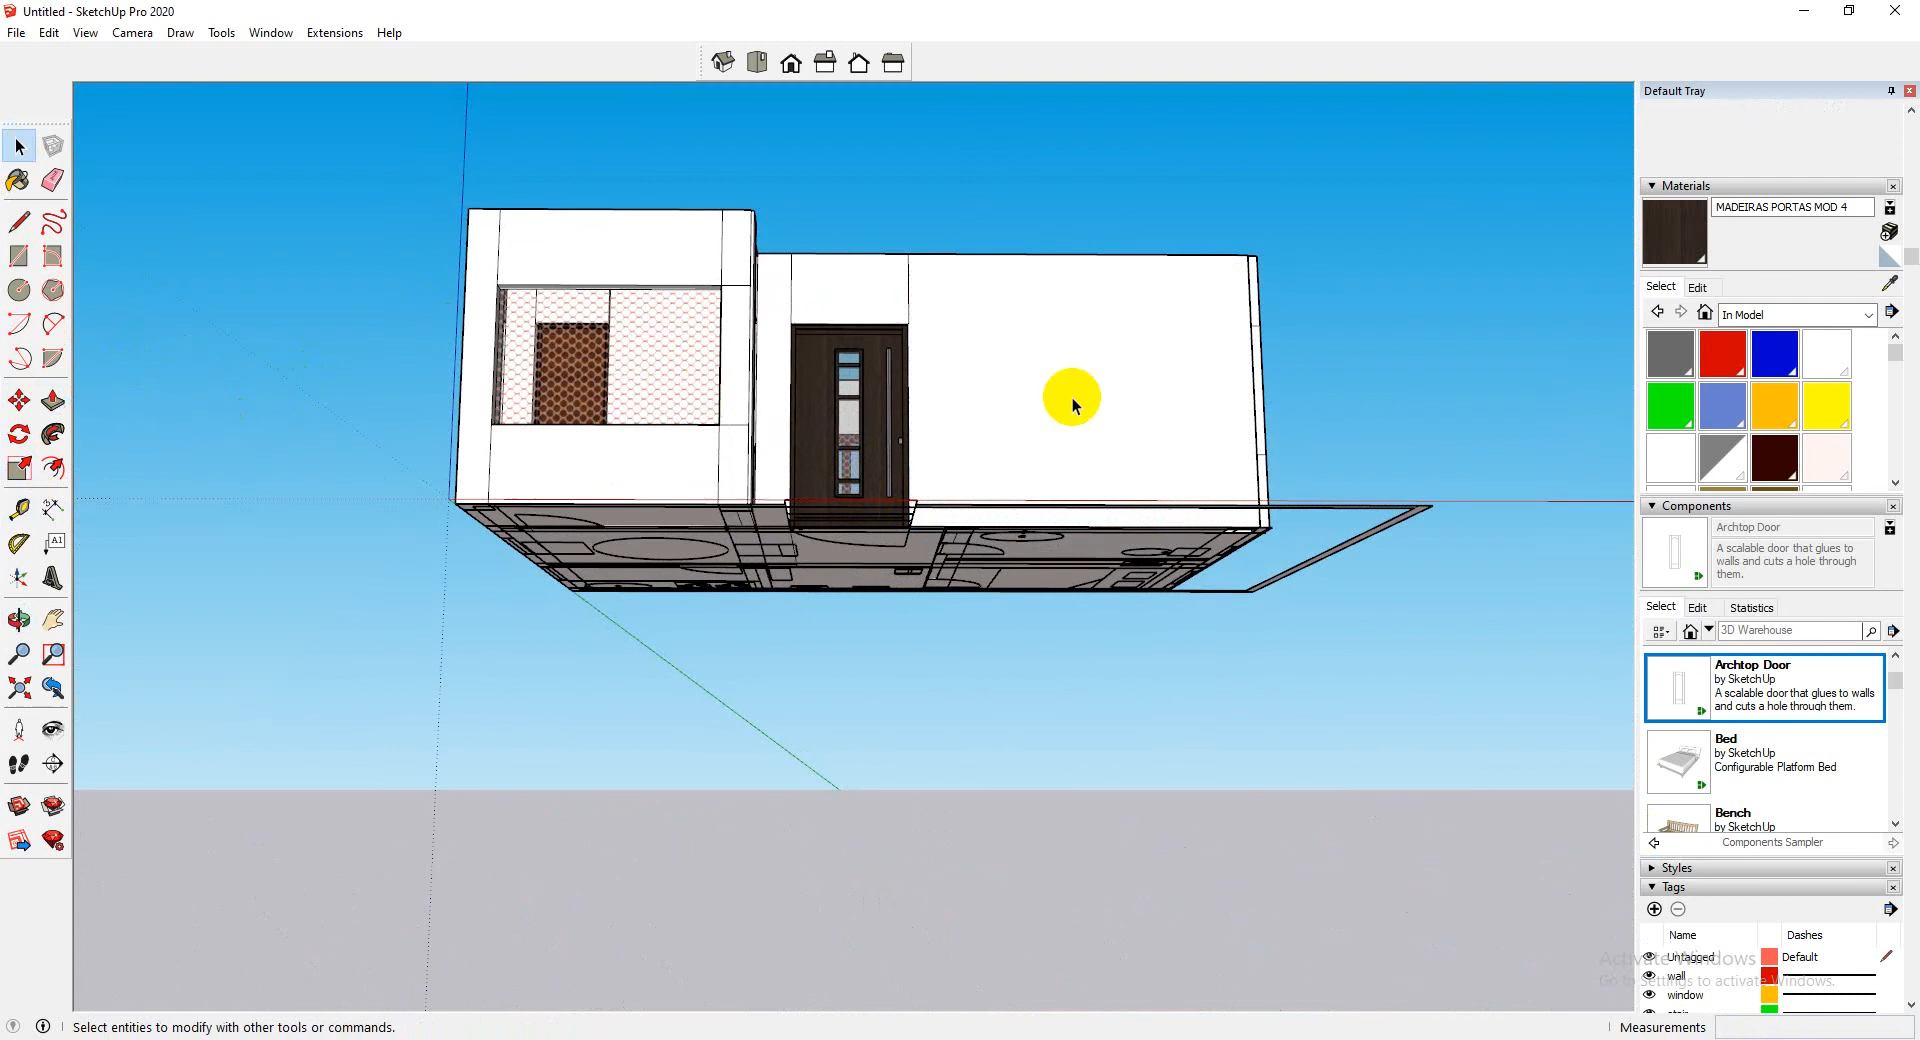 Untitled - SketchUp Pro 2020
File Edit View Camera Draw Tools Window Extensions Help
Default Tray
Materials
MADEIRAS PORTAS MOD 4
Select Edit
In Model
Components
Archtop Door
A scalable door that glues to
walls and cuts a hole through
them.
Select Edit Statistics
3D Warehouse
Archtop Door
by SketchUp
A scalable door that glues to walls
and cuts a hole through them.
Bed
by SketchUp
Configurable Platform Bed
Bench
by SketchUp
Components Sampler
Styles
Tags
Name Dashes
Untagged Default
wall
window
Activate Windows
Go to Settings to activate Windows.
A1
Select entities to modify with other tools or commands.
Measurements